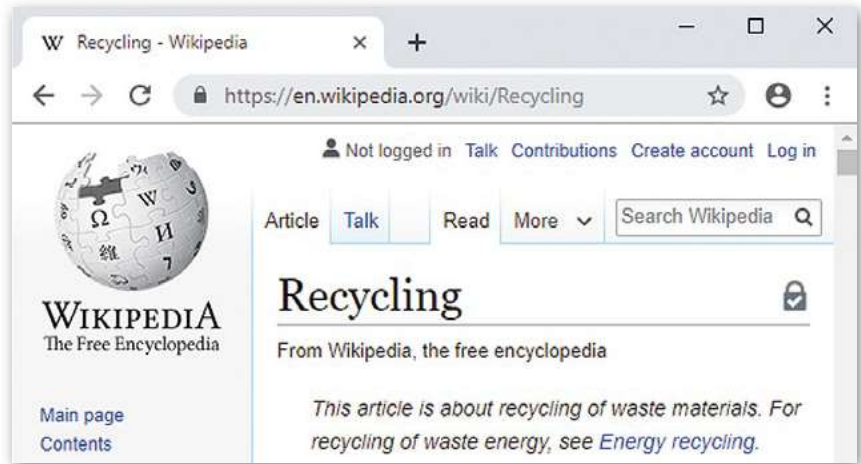 Recycling - Wikipedia
https://en.wikipedia.org/wiki/Recycling
Not logged in Talk Contributions Create account Log in
Article Talk Read More Search Wikipedia
Ω W И
維 7
WIKIPEDIA
The Free Encyclopedia
Recycling
From Wikipedia, the free encyclopedia
This article is about recycling of waste materials. For
recycling of waste energy, see Energy recycling.
Main page
Contents